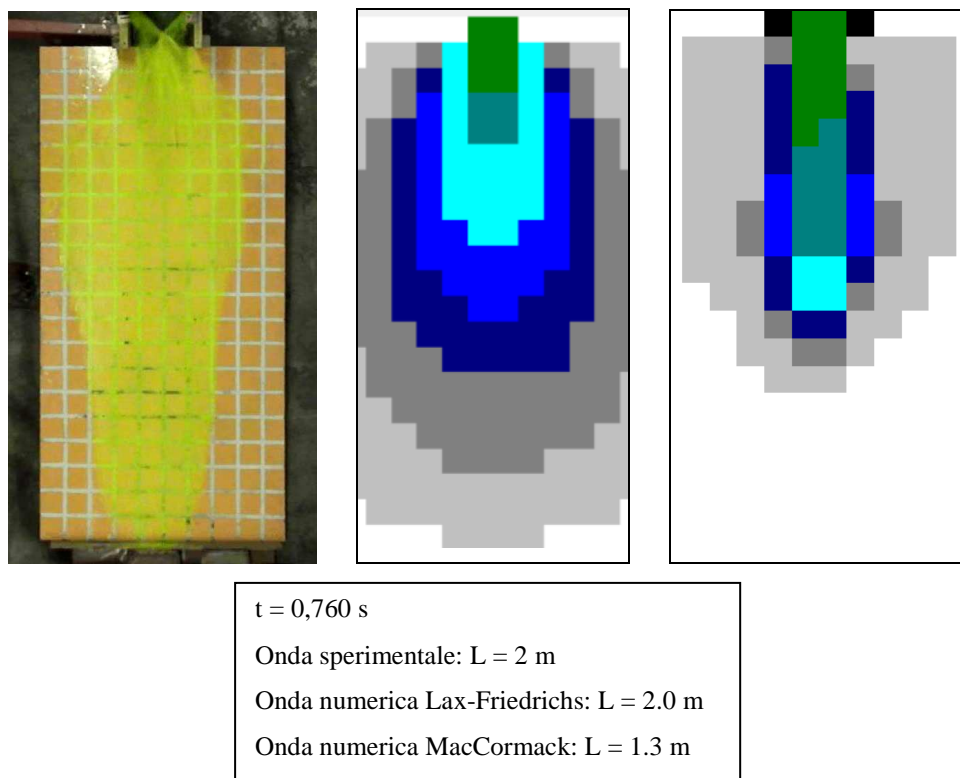 t = 0,760 s
Onda sperimentale: L = 2 m
Onda numerica Lax-Friedrichs: L = 2.0 m
Onda numerica MacCormack: L = 1.3 m